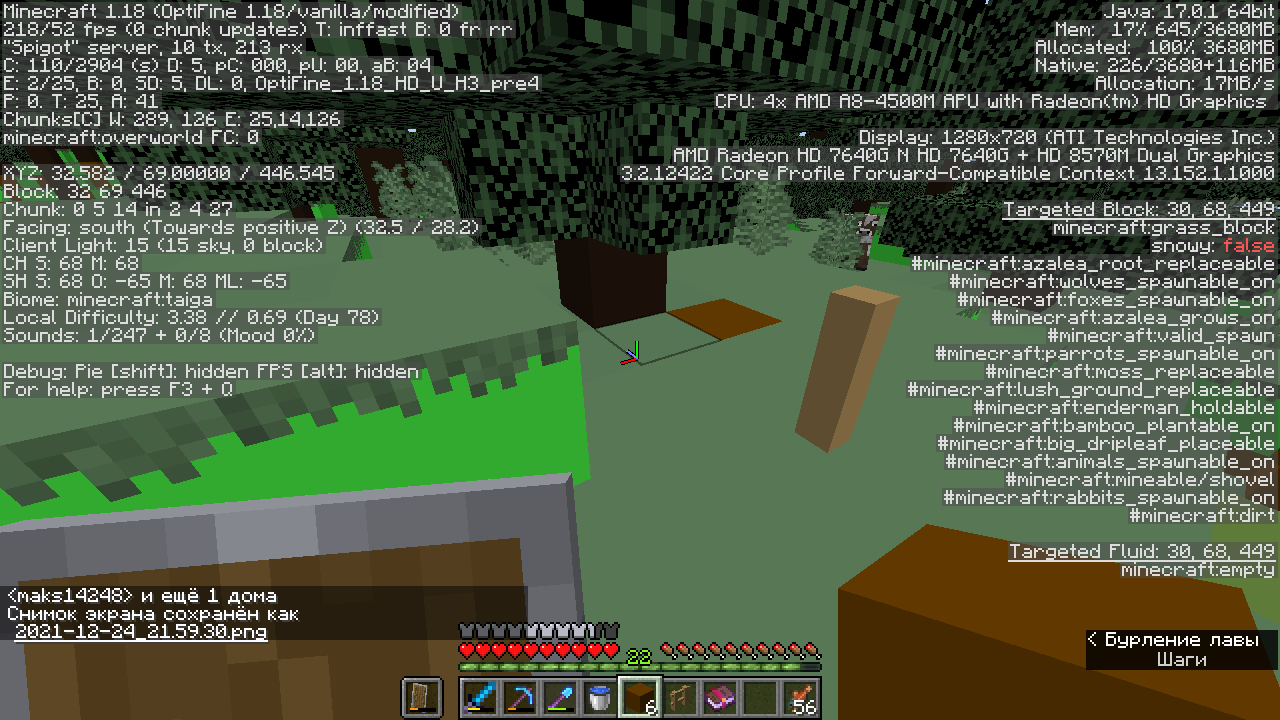 Minecraft 1.18 (OptiFine 1.18/vanilla/modified)
218/52 fps (0 chunk updates) T: inffast B: 0 fr rr
"Spigot" server, 10 tx, 213 rx
C: 110/2904 (s) D: 5, pC: 000, pU: 00, aB: 04
E: 2/25, B: 0, SD: 5, DL: 0, OptiFine_1.18_HD_U_H3_pre4
P: 0. T: 25, A: 41
Chunks[C] W: 289, 126 E: 25,14,126
minecraft:overworld FC: 0
XYZ: 32.582 / 69.00000 / 446.545
Block: 32 69 446
Chunk: 0 5 14 in 2 4 27
Facing: south (Towards positive Z) (32.5 / 28.2)
Client Light: 15 (15 sky, 0 block)
CH S: 68 M: 68
SH S: 68 O: -65 M: 68 ML: -65
Biome: minecraft:taiga
Local Difficulty: 3.38 // 0.69 (Day 78)
Sounds: 1/247 + 0/8 (Mood 0%)
Debug: Pie [shift]: hidden FPS [alt]: hidden
For help: press F3 + Q
Java: 17.0.1 64bit
Mem: 17% 645/3680MB
Allocated: 100% 3680MB
Native: 226/3680+116MB
Allocation: 17MB/s
CPU: 4x AMD A8-4500M APU with Radeon(tm) HD Graphics
Display: 1280x720 (ATI Technologies Inc.)
AMD Radeon HD 7640G N HD 7640G + HD 8570M Dual Graphics
3.2.12422 Core Profile Forward-Compatible Context 13.152.1.1000
Targeted Block: 30, 68, 449
minecraft:grass_block
snowy: false
#minecraft:azalea_root_replaceable
#minecraft:wolves_spawnable_on
#minecraft:foxes_spawnable_on
#minecraft:azalea_grows_on
#minecraft:valid_spawn
#minecraft:parrots_spawnable_on
#minecraft:moss_replaceable
#minecraft:lush_ground_replaceable
#minecraft:enderman_holdable
#minecraft:bamboo_plantable_on
#minecraft:big_dripleaf_placeable
#minecraft:animals_spawnable_on
#minecraft:mineable/shovel
#minecraft:rabbits_spawnable_on
#minecraft:dirt
Targeted Fluid: 30, 68, 449
minecraft:empty
<maks14248> и ещё 1 дома
Снимок экрана сохранён как
2021-12-24_21.59.30.png
< Бурление лавы
Шаги
22
6
56